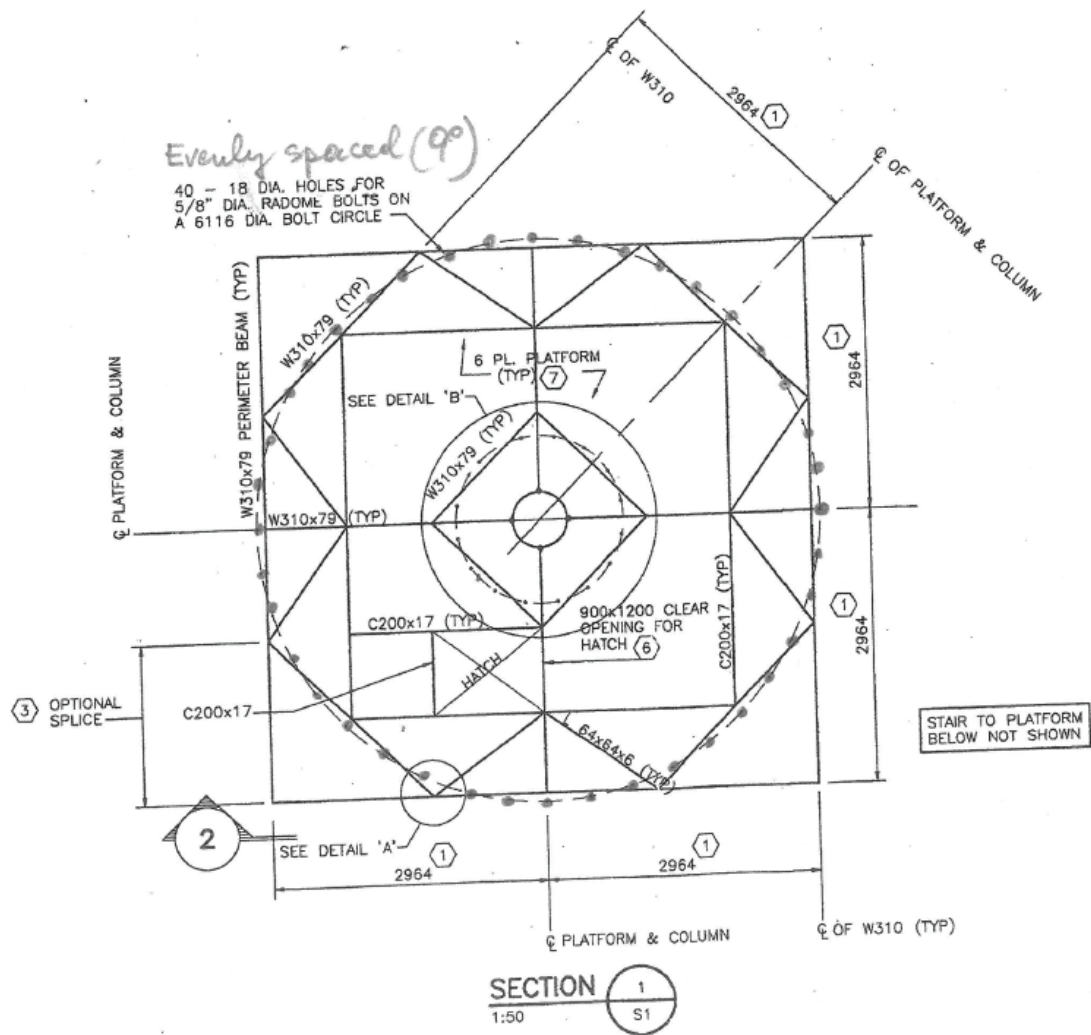 ℄ OF W310
2964 1
℄ OF PLATFORM & COLUMN
Evenly spaced (9°)
40 - 18 DIA. HOLES FOR
5/8" DIA. RADOME BOLTS ON
A 6116 DIA. BOLT CIRCLE
W310x79 PERIMETER BEAM (TYP)
W310x79 (TYP)
6 PL. PLATFORM
(TYP) 7
SEE DETAIL 'B'
W310x79 (TYP)
℄ PLATFORM & COLUMN
W310x79 (TYP)
1
2964
C200x17 (TYP)
900x1200 CLEAR
OPENING FOR
HATCH 6
C200x17 (TYP)
HATCH
1
2964
3 OPTIONAL
SPLICE
C200x17
64x64x6 (TYP)
STAIR TO PLATFORM
BELOW NOT SHOWN
2
SEE DETAIL 'A'
2964 1
2964 1
℄ PLATFORM & COLUMN
℄ OF W310 (TYP)
SECTION 1
1:50 S1